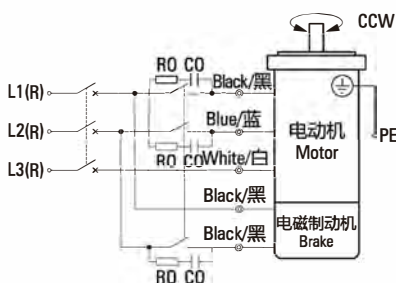 CCW
RO CO
Black/黑
L1(R)
Blue/蓝
L2(R)
RO CO
电动机
Motor
PE
White/白
L3(R)
Black/黑
电磁制动机
Brake
Black/黑
RO CO